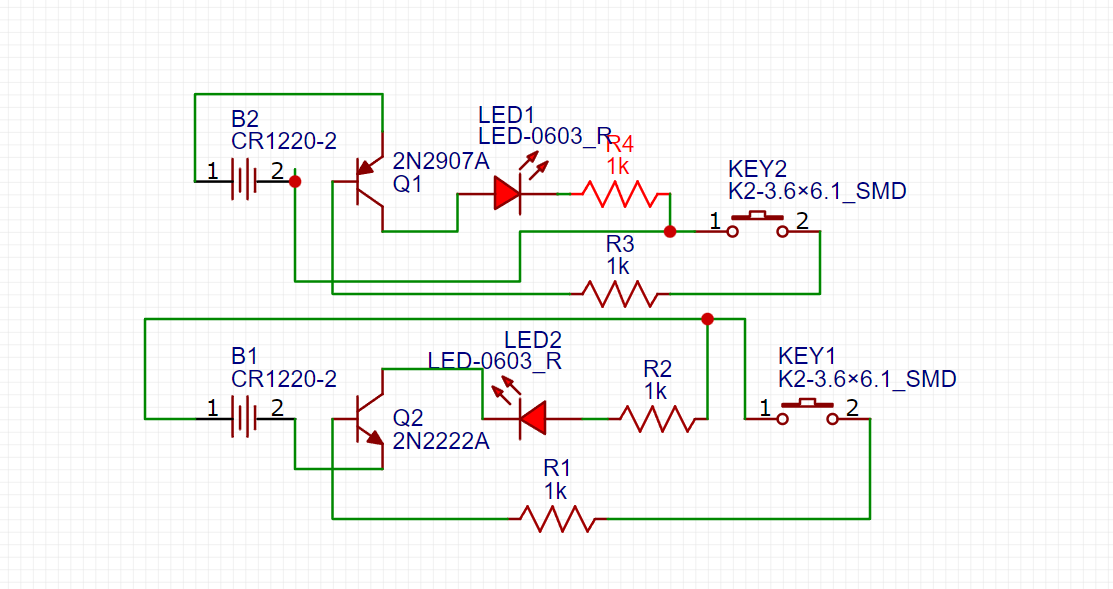 B2
CR1220-2
1 2
2N2907A
Q1
LED1
LED-0603_R
R4
1k
KEY2
K2-3.6×6.1_SMD
1 2
R3
1k
B1
CR1220-2
1 2
Q2
2N2222A
LED2
LED-0603_R
R2
1k
KEY1
K2-3.6×6.1_SMD
1 2
R1
1k